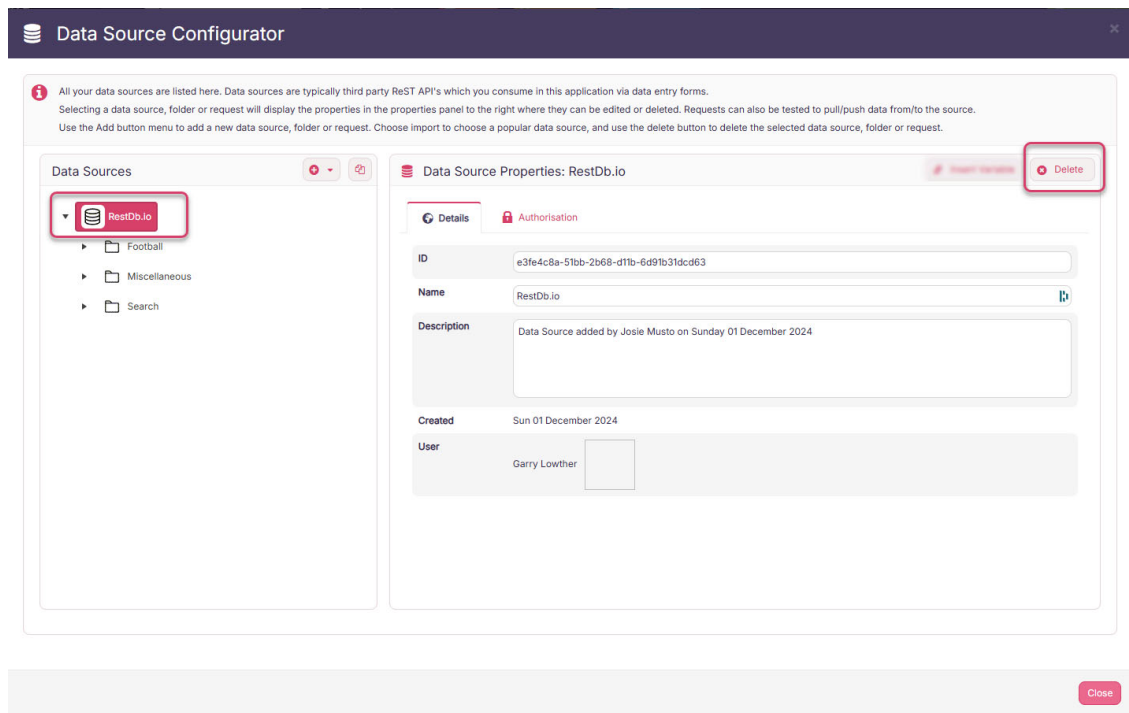 Data Source Configurator
×
All your data sources are listed here. Data sources are typically third party ReST API's which you consume in this application via data entry forms.
Selecting a data source, folder or request will display the properties in the properties panel to the right where they can be edited or deleted. Requests can also be tested to pull/push data from/to the source.
Use the Add button menu to add a new data source, folder or request. Choose import to choose a popular data source, and use the delete button to delete the selected data source, folder or request.
Data Sources
RestDb.io
Football
Miscellaneous
Search
Data Source Properties: RestDb.io
Insert Variable
Delete
Details
Authorisation
ID
e3fe4c8a-51bb-2b68-d11b-6d91b31dcd63
Name
RestDb.io
Description
Data Source added by Josie Musto on Sunday 01 December 2024
Created
Sun 01 December 2024
User
Garry Lowther
Close